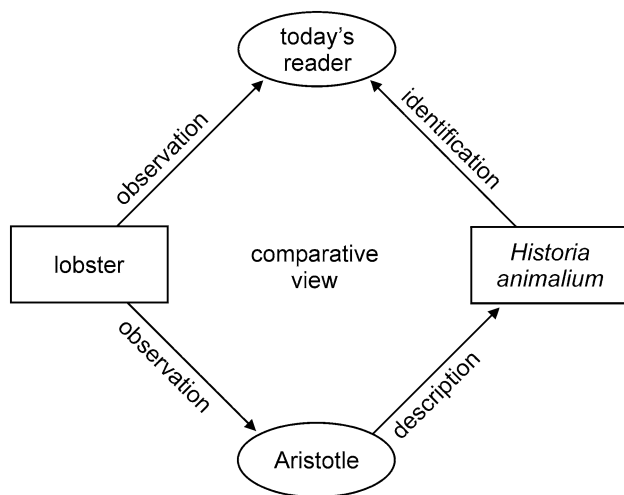 today’s
reader
observation
identification
lobster
comparative
view
Historia
animalium
observation
description
Aristotle